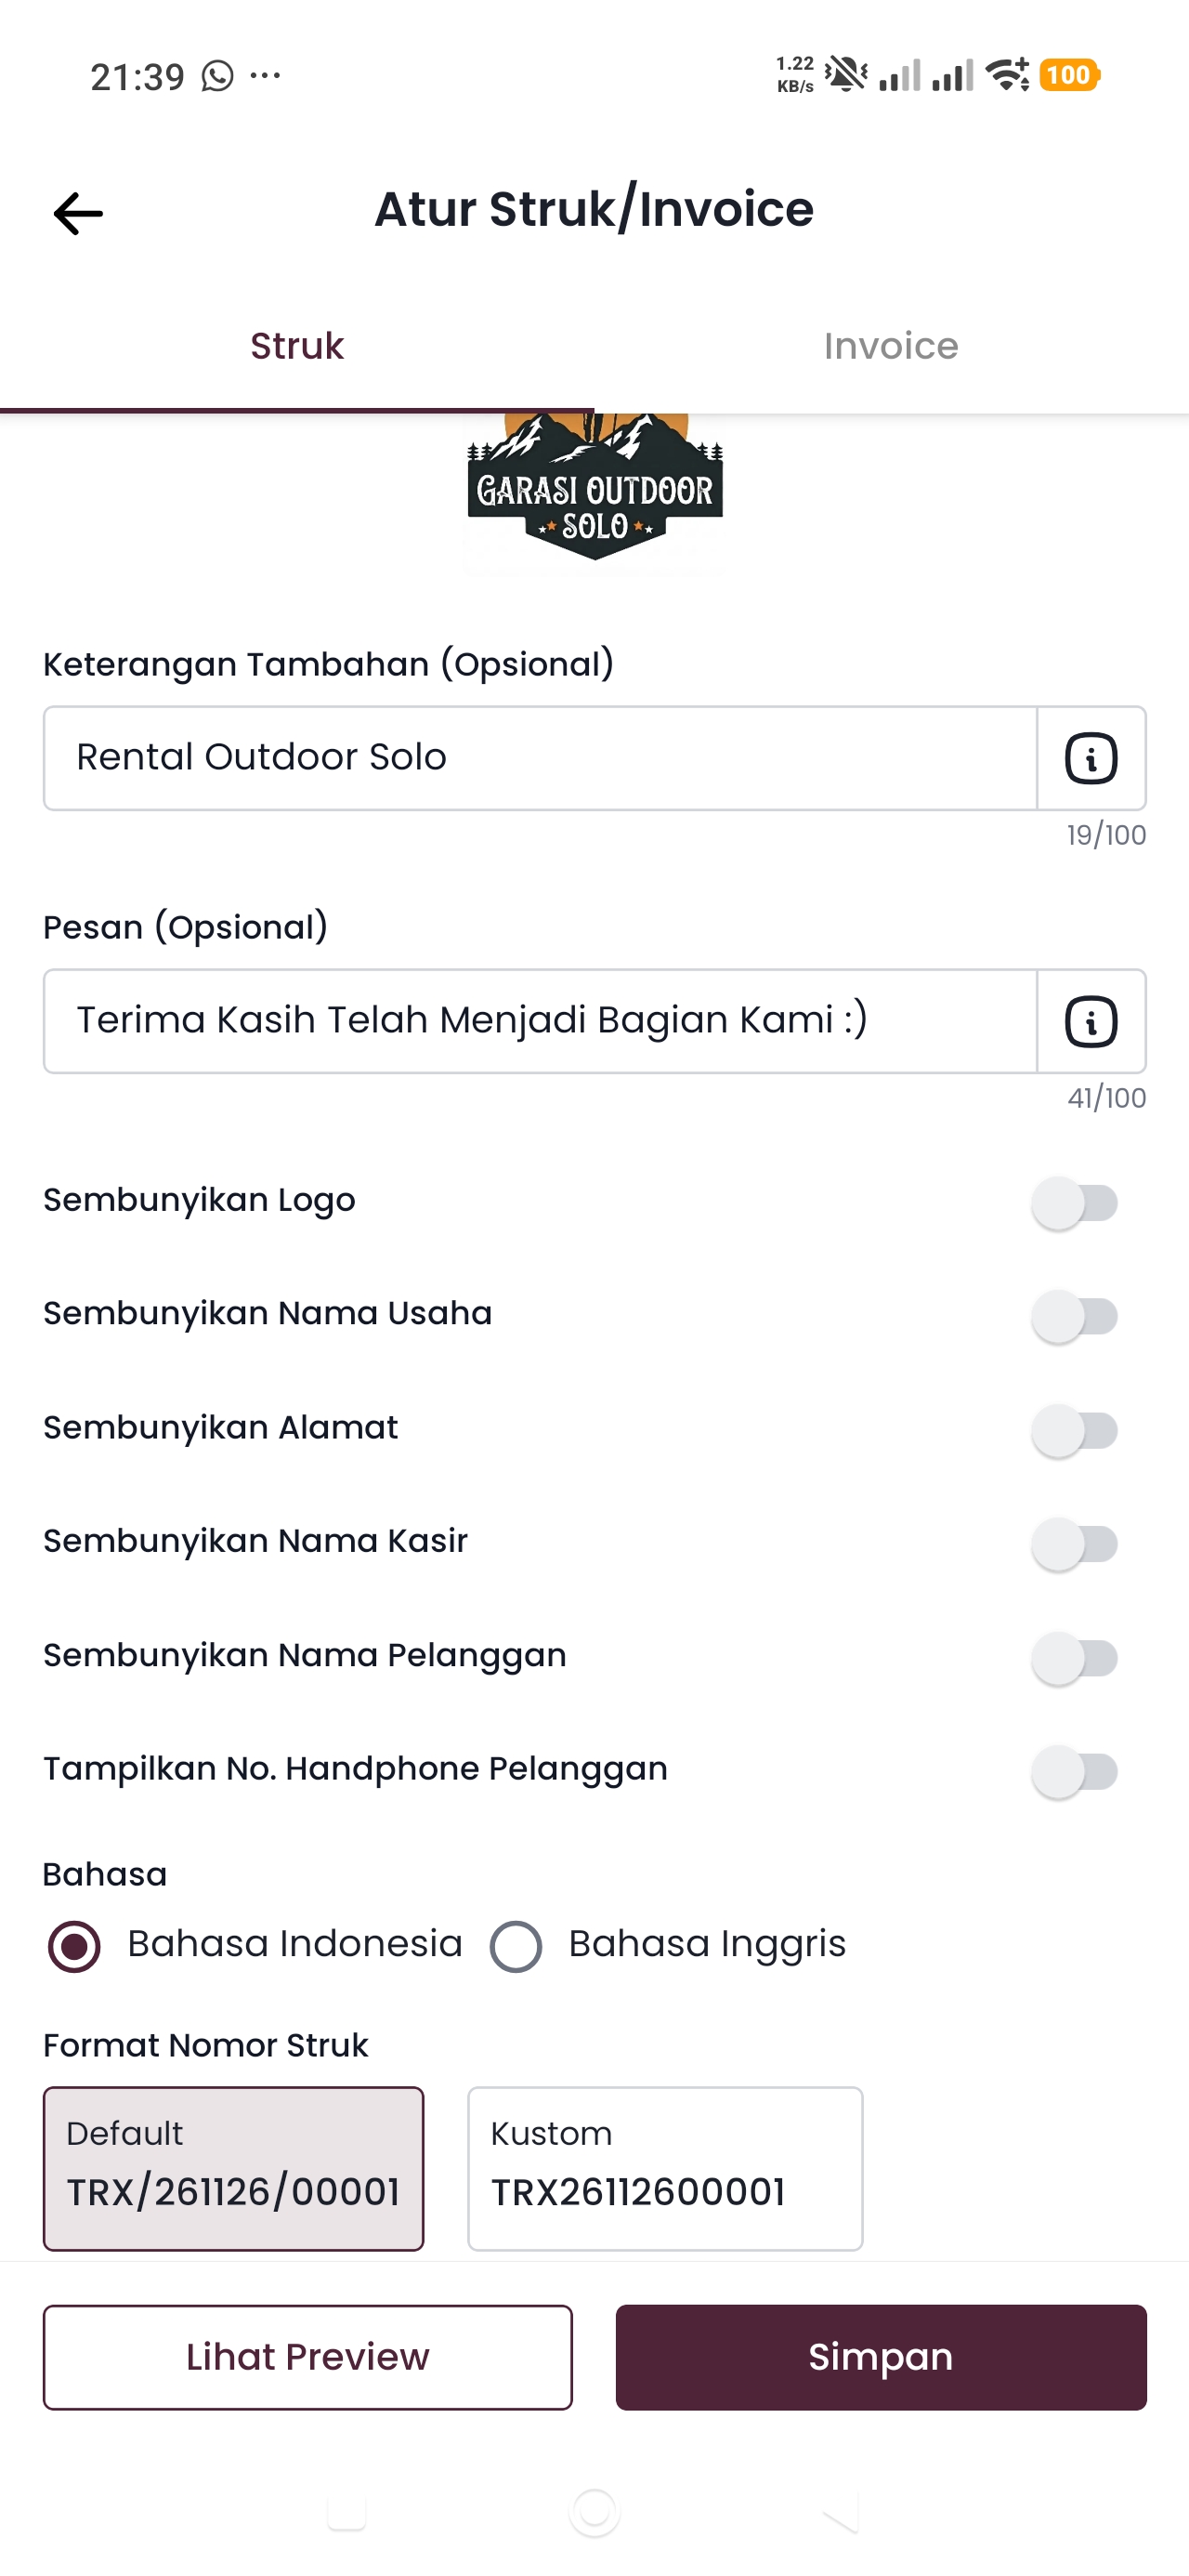 21:39 ...
1.22
KB/s
100
Atur Struk/Invoice
Struk
Invoice
GARASI OUTDOOR
SOLO
Keterangan Tambahan (Opsional)
Rental Outdoor Solo
19/100
Pesan (Opsional)
Terima Kasih Telah Menjadi Bagian Kami :)
41/100
Sembunyikan Logo
Sembunyikan Nama Usaha
Sembunyikan Alamat
Sembunyikan Nama Kasir
Sembunyikan Nama Pelanggan
Tampilkan No. Handphone Pelanggan
Bahasa
Bahasa Indonesia
Bahasa Inggris
Format Nomor Struk
Default
TRX/261126/00001
Kustom
TRX26112600001
Lihat Preview
Simpan